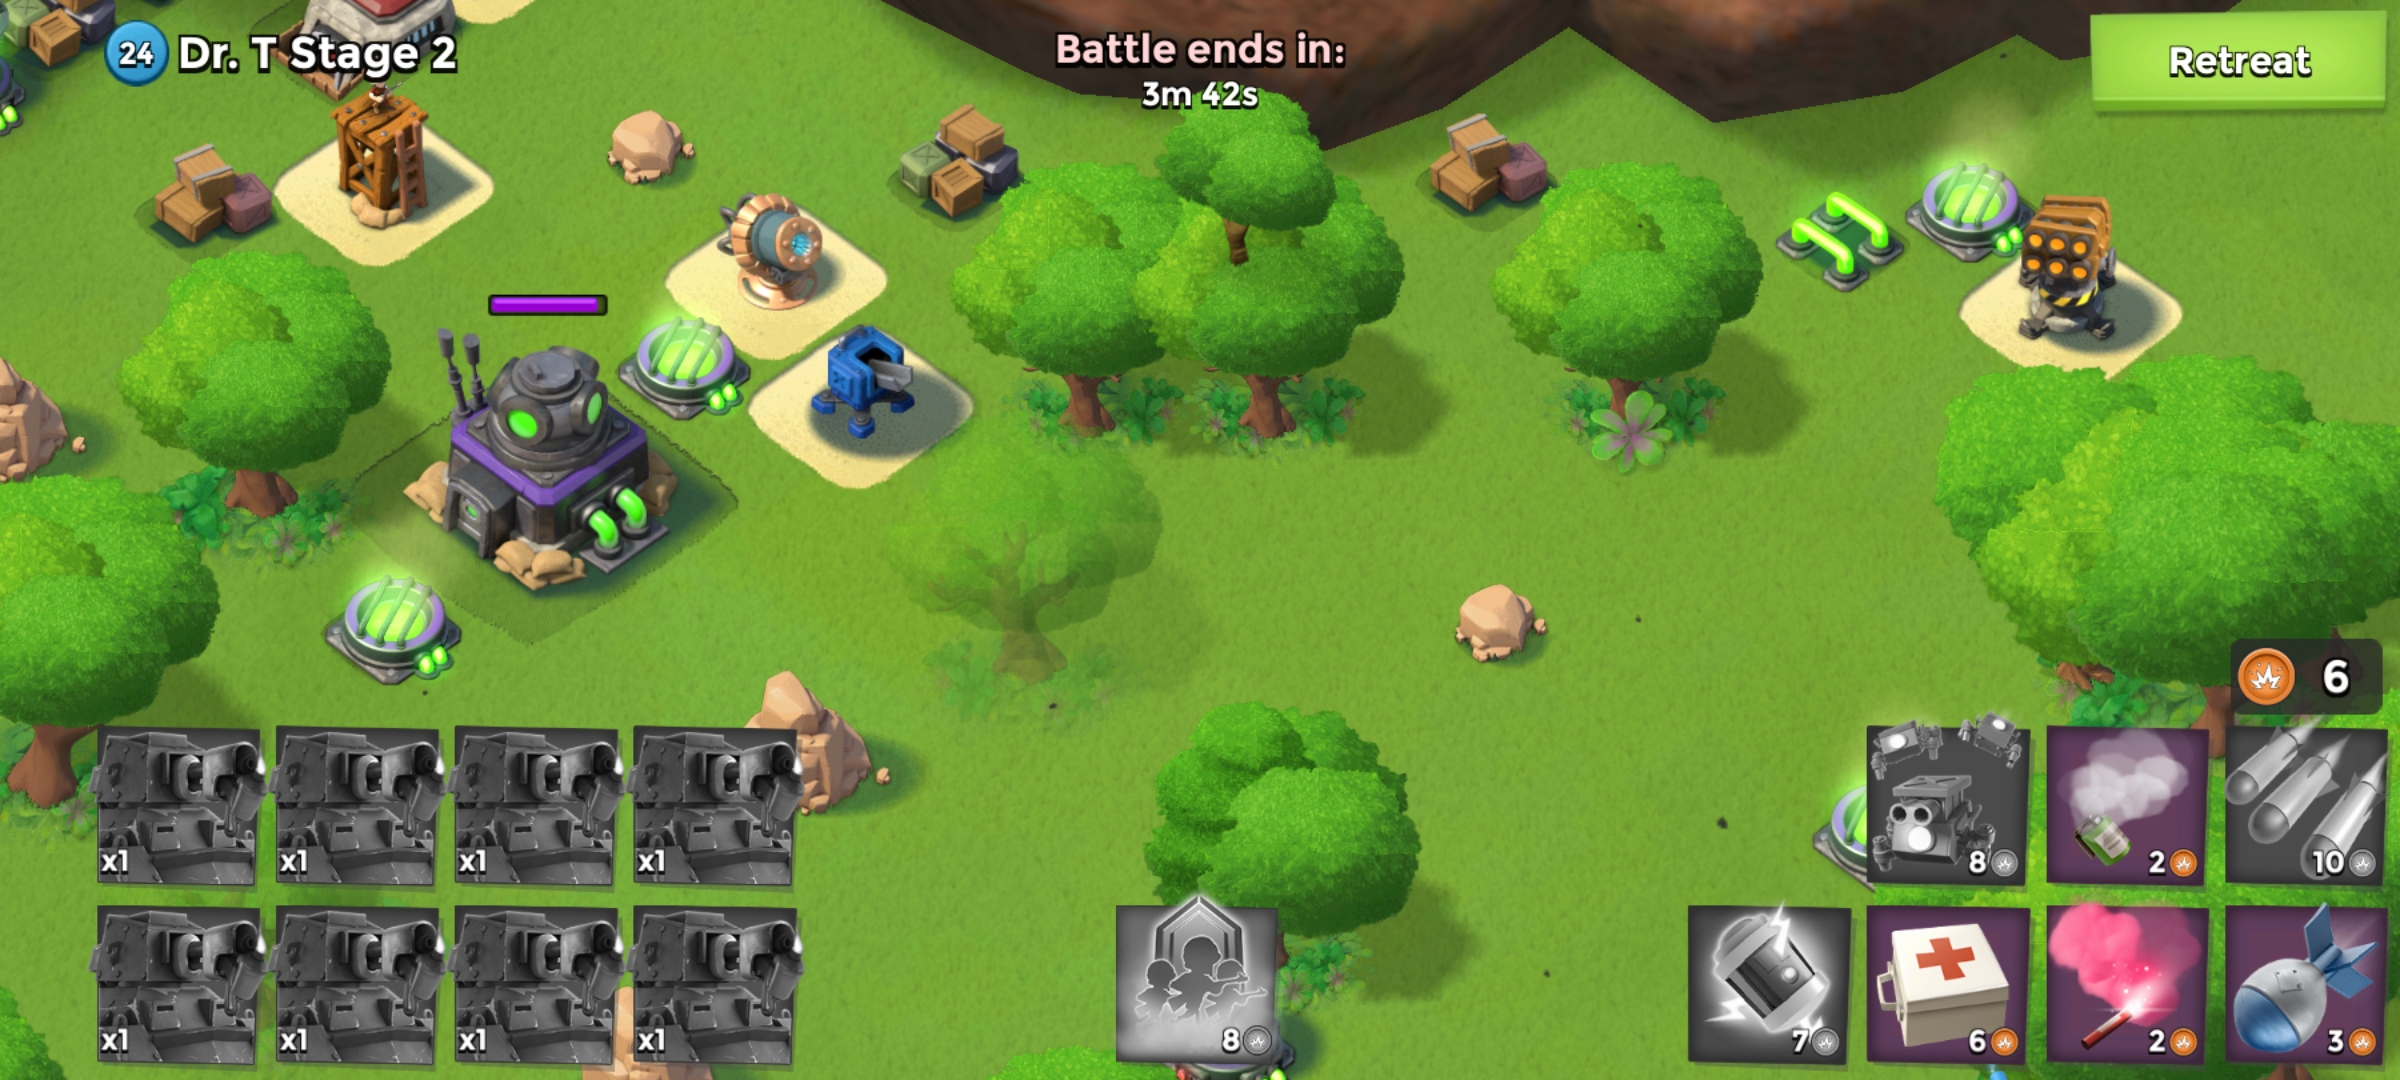 24 Dr. T Stage 2
Battle ends in:
3m 42s
Retreat
6
x1 x1 x1 x1
8 2 10
x1 x1 x1 x1
8
7 6 2 3